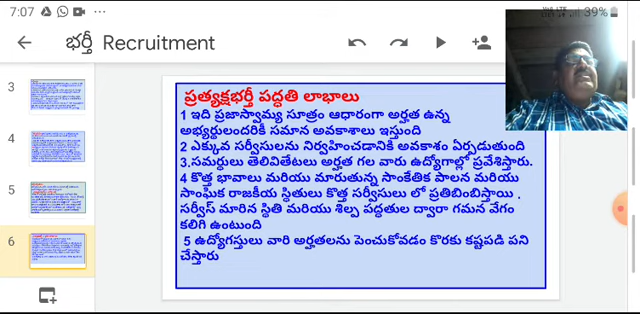 7:07
39%
భర్తీ Recruitment
3
4
5
6
ప్రత్యక్షభర్తీ పద్ధతి లాభాలు
1 ఇది ప్రజాస్వామ్య సూత్రం ఆధారంగా అర్హత ఉన్న
అభ్యర్థులందరికీ సమాన అవకాశాలు ఇస్తుంది
2 ఎక్కువ సర్వీసులను నిర్వహించడానికి అవకాశం ఏర్పడుతుంది
3,సమర్ధులు తెలివితేటలు అర్హత గల వారు ఉద్యోగాల్లో ప్రవేశిస్తారు.
4 కొత్త భావాలు మరియు మారుతున్న సాంకేతిక పాలన మరియు
సాంఘిక రాజకీయ స్థితులు కొత్త సర్వీసులు లో ప్రతిబింబిస్తాయి .
సర్వీస్ మారిన స్థితి మరియు శిల్ప పద్ధతుల ద్వారా గమన వేగం
కలిగి ఉంటుంది
5 ఉద్యోగస్తులు వారి అర్హతలను పెంచుకోవడం కొరకు కష్టపడి పని
చేస్తారు